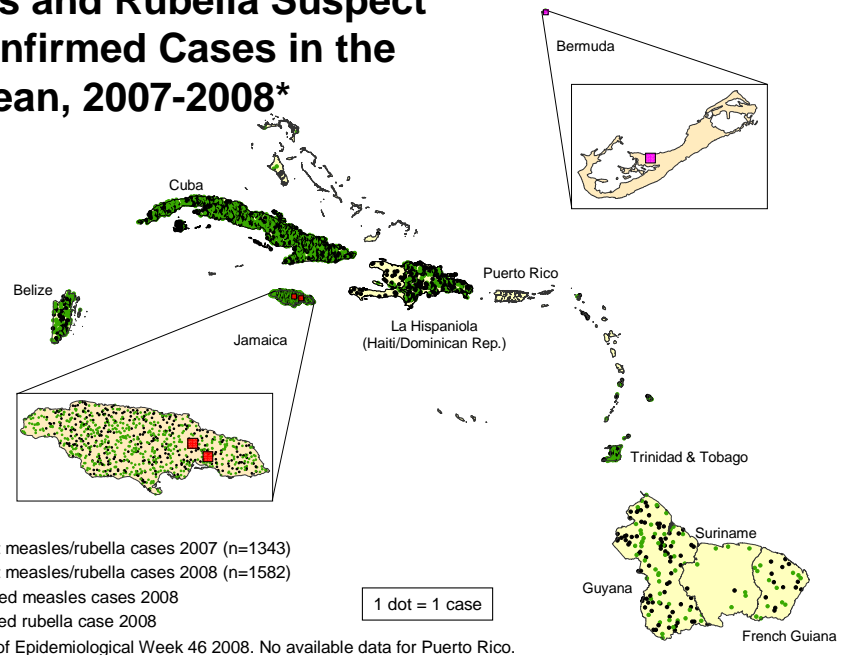 s and Rubella Suspect
nfirmed Cases in the
ean, 2007-2008*
Bermuda
Cuba
Puerto Rico
Belize
La Hispaniola
(Haiti/Dominican Rep.)
Jamaica
Trinidad & Tobago
Suriname
Guyana
French Guiana
t measles/rubella cases 2007 (n=1343)
t measles/rubella cases 2008 (n=1582)
ed measles cases 2008
ed rubella case 2008
1 dot = 1 case
of Epidemiological Week 46 2008. No available data for Puerto Rico.